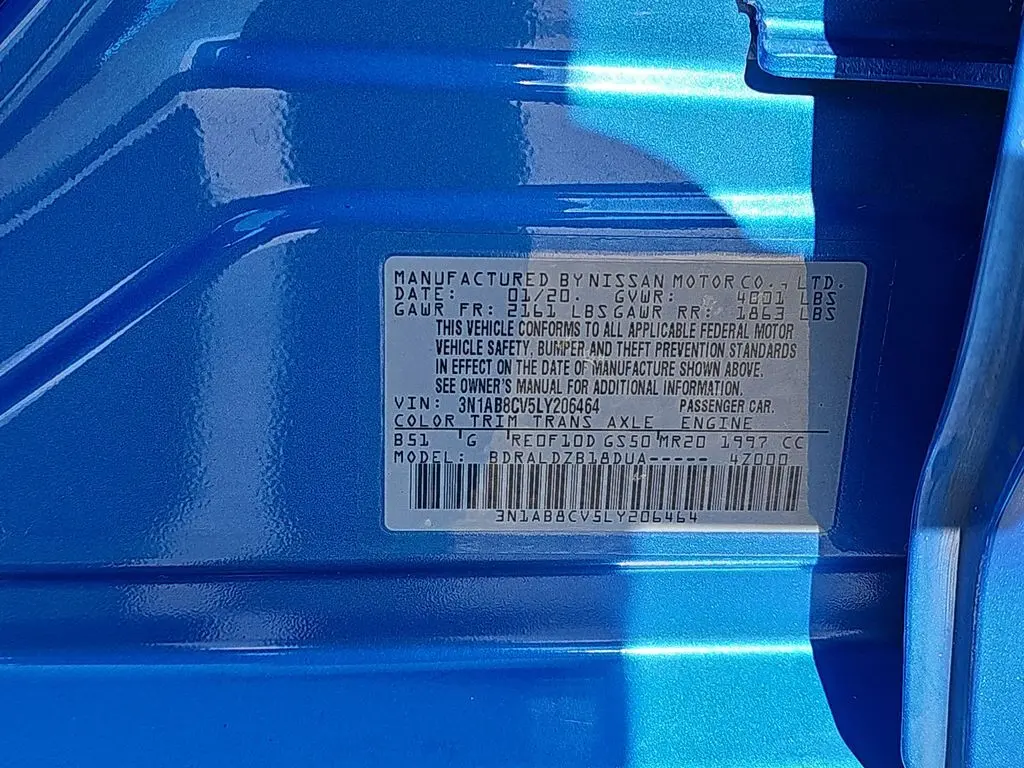 MANUFACTURED BY NISSAN MOTOR CO., LTD.
DATE: 01/20. GVWR: 4001 LBS
GAWR FR: 2161 LBS GAWR RR: 1863 LBS
THIS VEHICLE CONFORMS TO ALL APPLICABLE FEDERAL MOTOR
VEHICLE SAFETY, BUMPER AND THEFT PREVENTION STANDARDS
IN EFFECT ON THE DATE OF MANUFACTURE SHOWN ABOVE.
SEE OWNER'S MANUAL FOR ADDITIONAL INFORMATION.
VIN: 3N1AB8CV5LY206464 PASSENGER CAR.
COLOR TRIM TRANS AXLE ENGINE
B51 G RE0F10D GS50 MR20 1997 CC
MODEL: BDRALDZB18DUA----- 4Z000
3N1AB8CV5LY206464